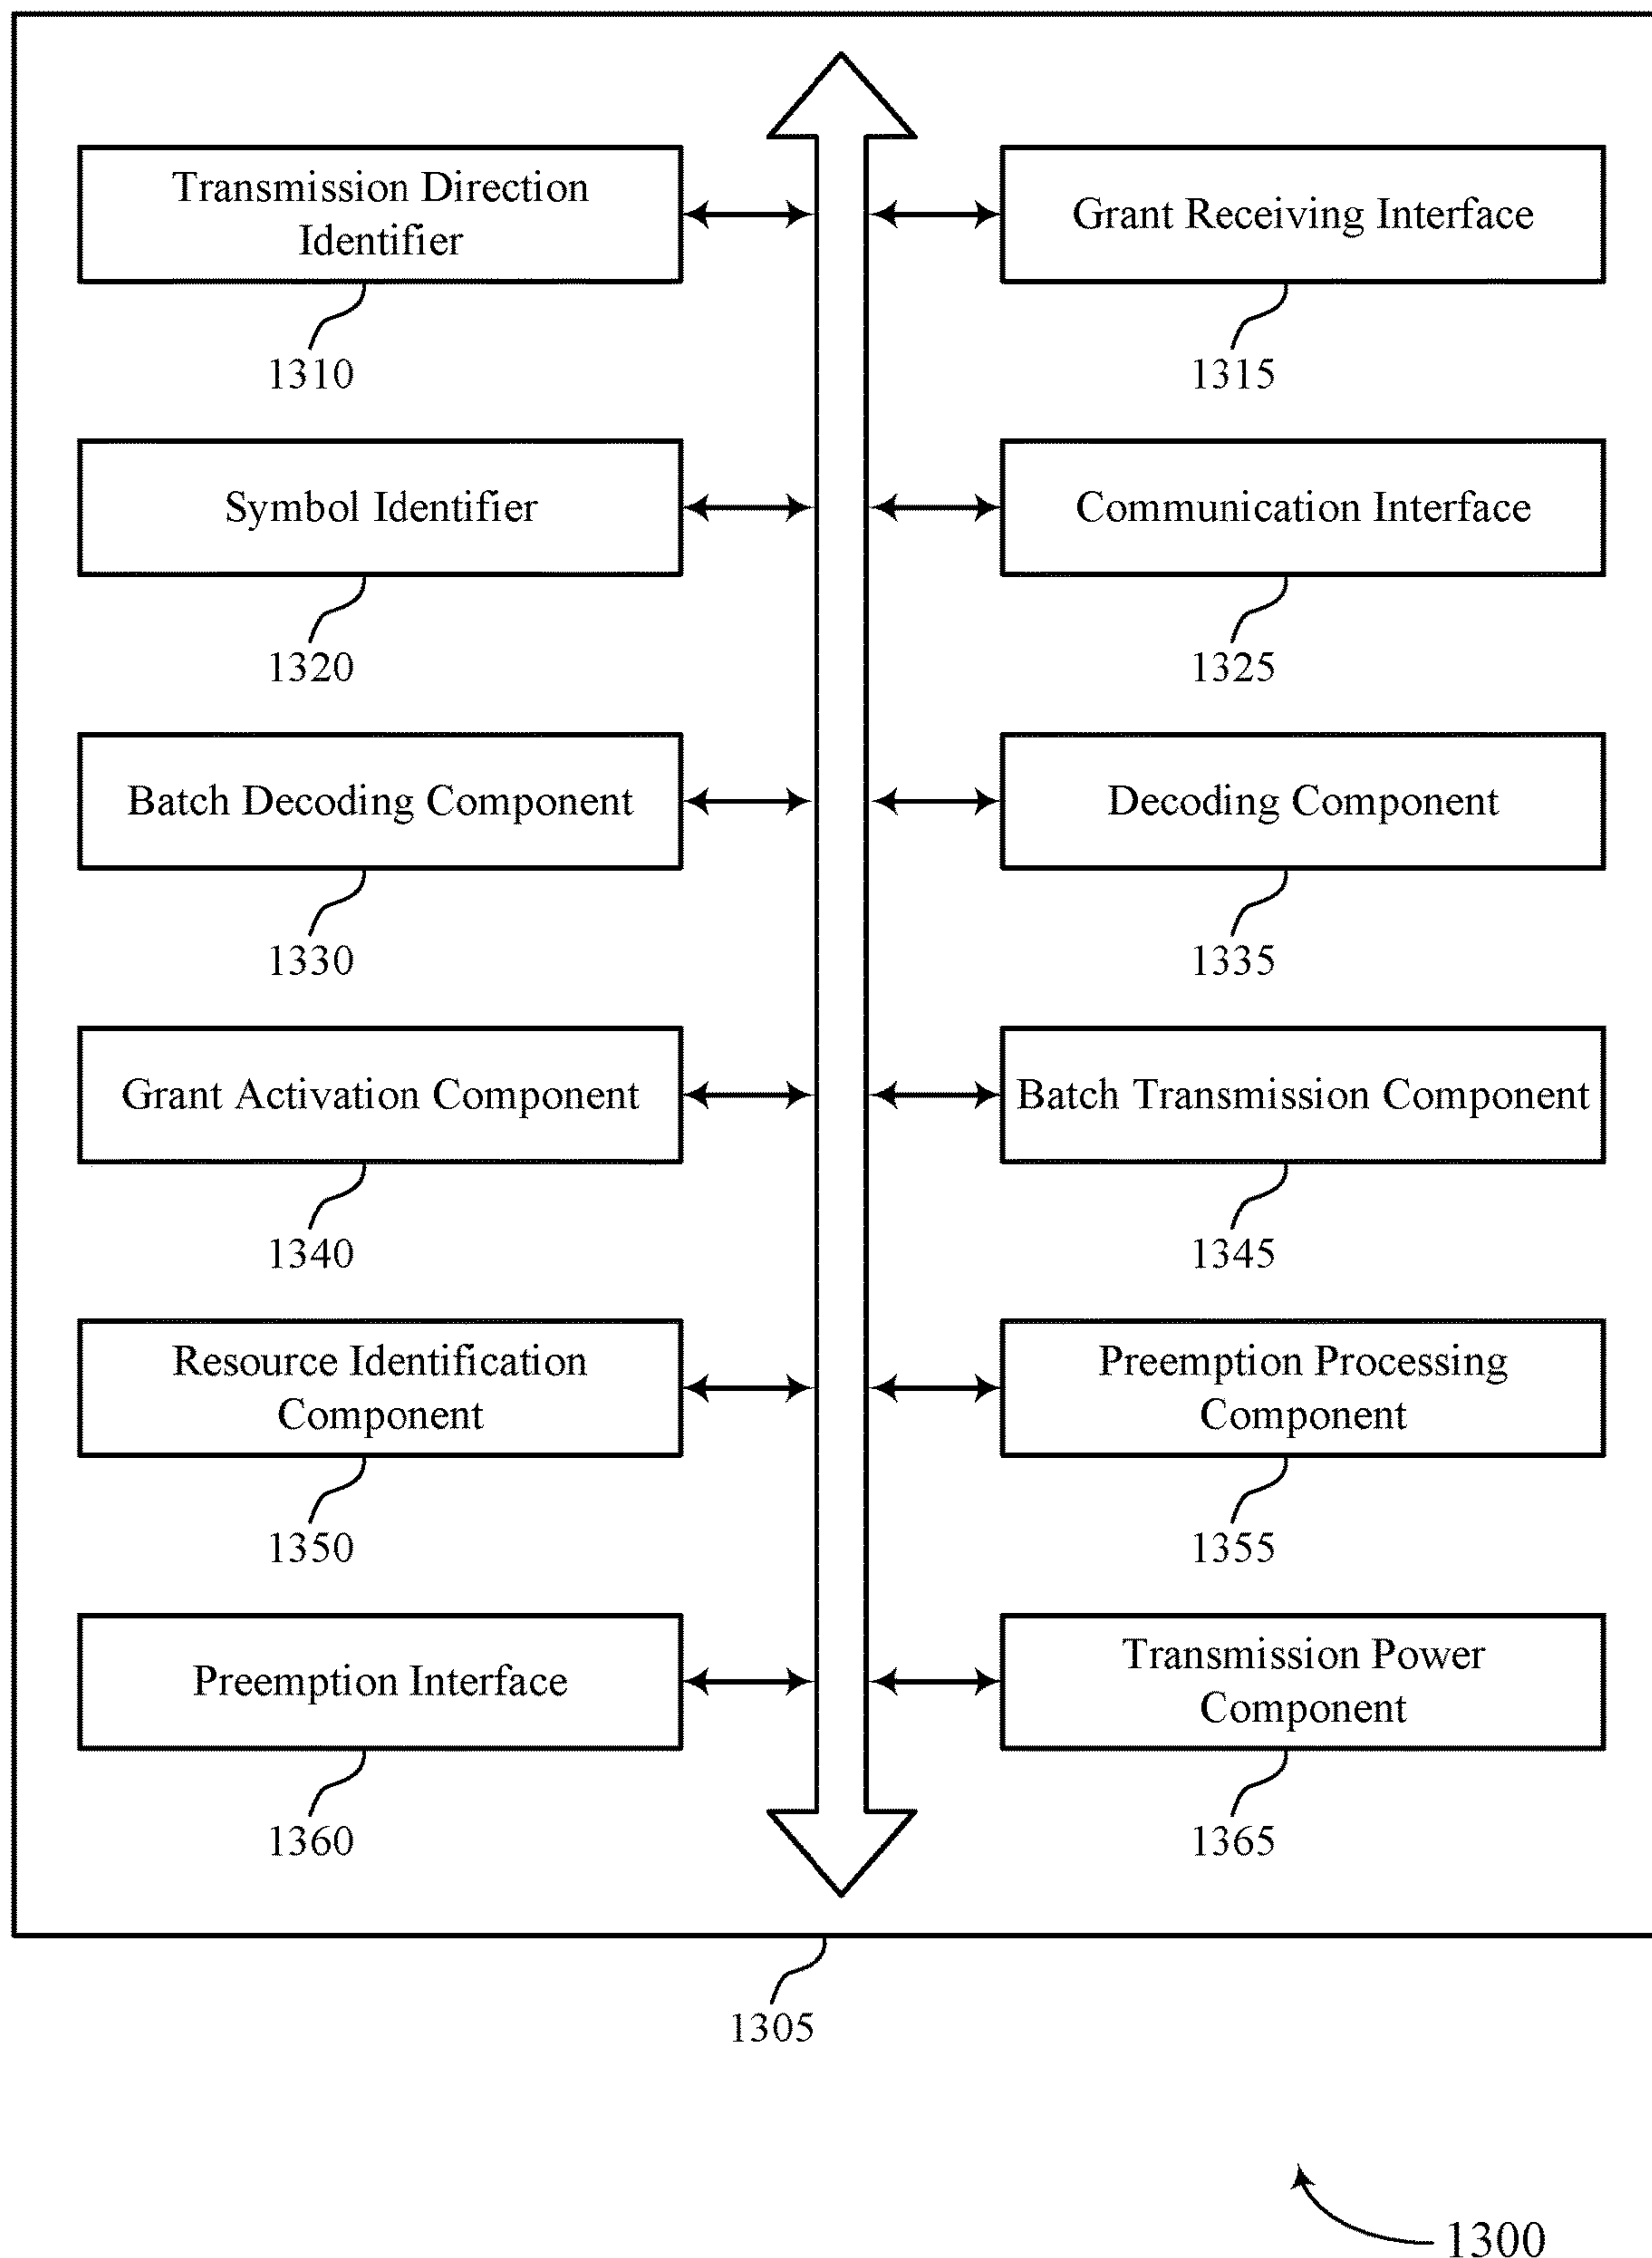 Transmission Direction
Identifier
1310
Grant Receiving Interface
1315
Symbol Identifier
1320
Communication Interface
1325
Batch Decoding Component
1330
Decoding Component
1335
Grant Activation Component
1340
Batch Transmission Component
1345
Resource Identification
Component
1350
Preemption Processing
Component
1355
Preemption Interface
1360
Transmission Power
Component
1365
1305
1300